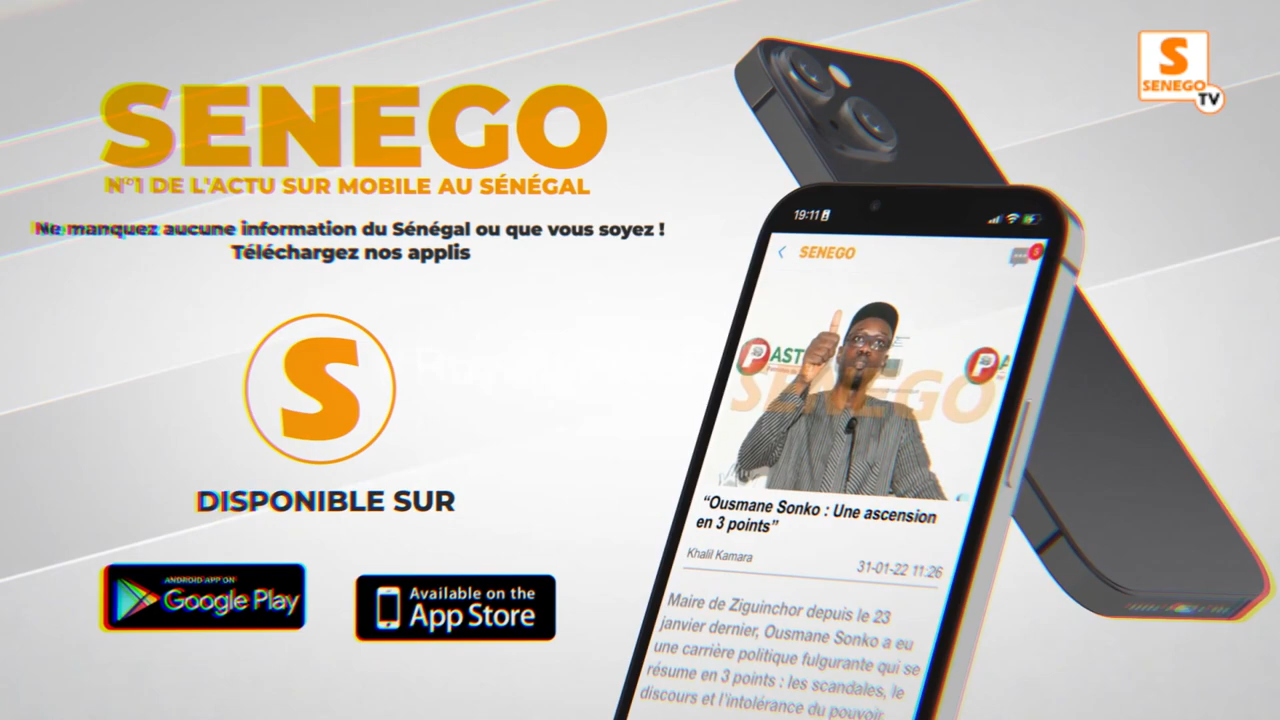 SENEGO
N°1 DE L'ACTU SUR MOBILE AU SÉNÉGAL
Ne manquez aucune information du Sénégal ou que vous soyez !
Téléchargez nos applis
S
DISPONIBLE SUR
ANDROID APP ON
Google Play
Available on the
App Store
S
SENEGO
TV
19:11
SENEGO
5
PAST
SENEGO
“Ousmane Sonko : Une ascension
en 3 points”
Khalil Kamara
31-01-22 11:26
Maire de Ziguinchor depuis le 23
janvier dernier, Ousmane Sonko a eu
une carrière politique fulgurante qui se
résume en 3 points : les scandales, le
discours et l'intolérance du pouvoir